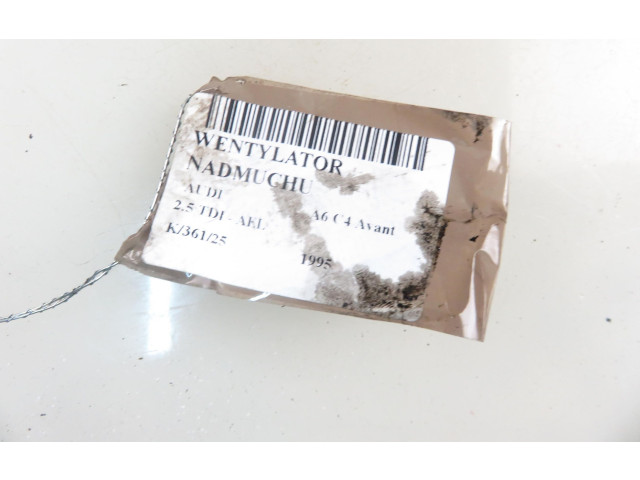 WENTYLATOR
NADMUCHU
AUDI
2.5 TDI - AEL A6 C4 Avant
K/361/25
1995